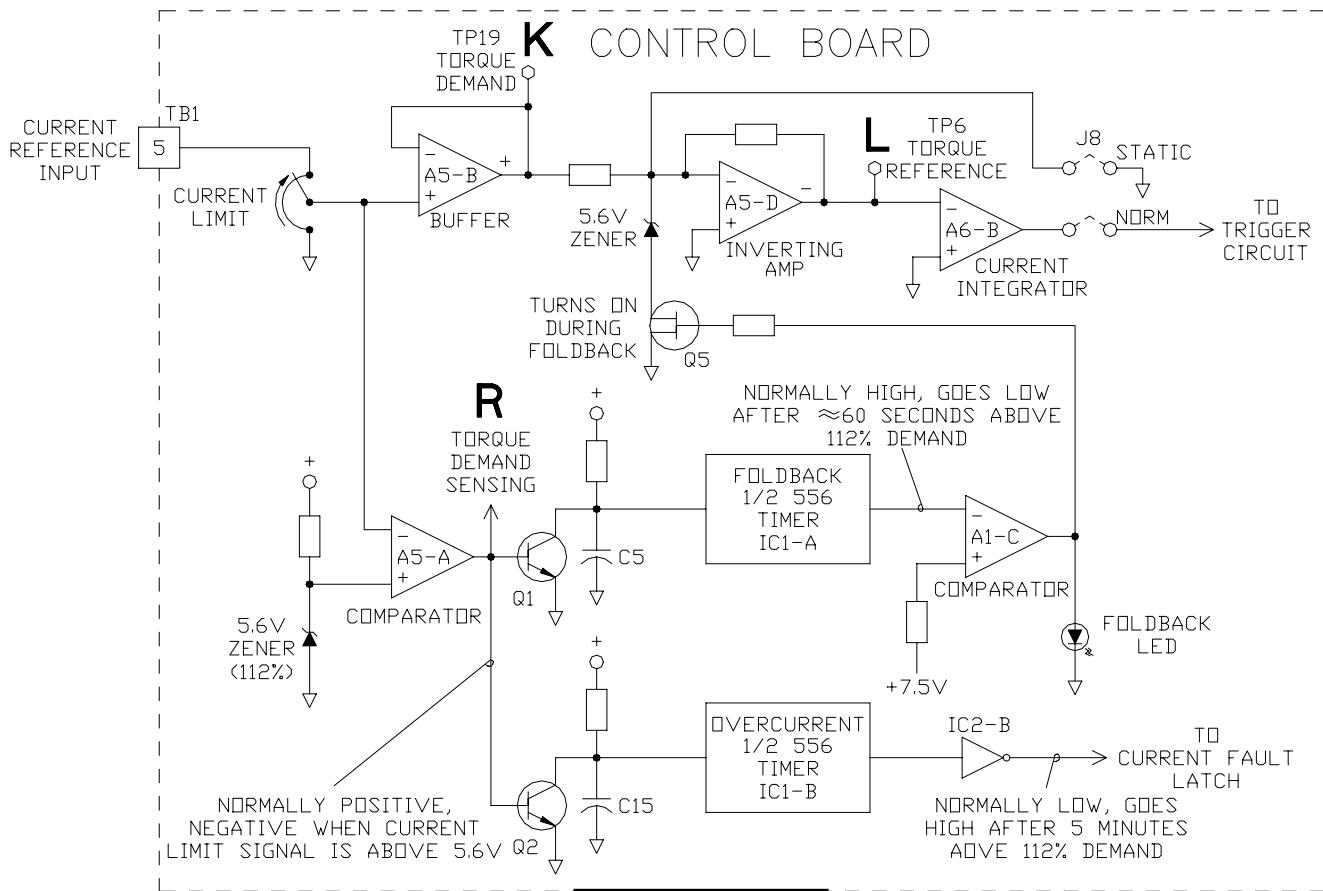 CONTROL BOARD
TP19
TORQUE
DEMAND
K
TB1
5
CURRENT
REFERENCE
INPUT
CURRENT
LIMIT
-
+
A5-B
+
BUFFER
5.6V
ZENER
-
+
A5-D
-
INVERTING
AMP
L
TP6
TORQUE
REFERENCE
-
+
A6-B
CURRENT
INTEGRATOR
J8
STATIC
NORM
TO
TRIGGER
CIRCUIT
TURNS ON
DURING
FOLDBACK
Q5
R
TORQUE
DEMAND
SENSING
+
5.6V
ZENER
(112%)
-
+
A5-A
COMPARATOR
+
Q1
C5
FOLDBACK
1/2 556
TIMER
IC1-A
NORMALLY HIGH, GOES LOW
AFTER ≈60 SECONDS ABOVE
112% DEMAND
-
+
A1-C
COMPARATOR
+7.5V
FOLDBACK
LED
+
Q2
C15
OVERCURRENT
1/2 556
TIMER
IC1-B
IC2-B
TO
CURRENT FAULT
LATCH
NORMALLY POSITIVE,
NEGATIVE WHEN CURRENT
LIMIT SIGNAL IS ABOVE 5.6V
NORMALLY LOW, GOES
HIGH AFTER 5 MINUTES
AOVE 112% DEMAND